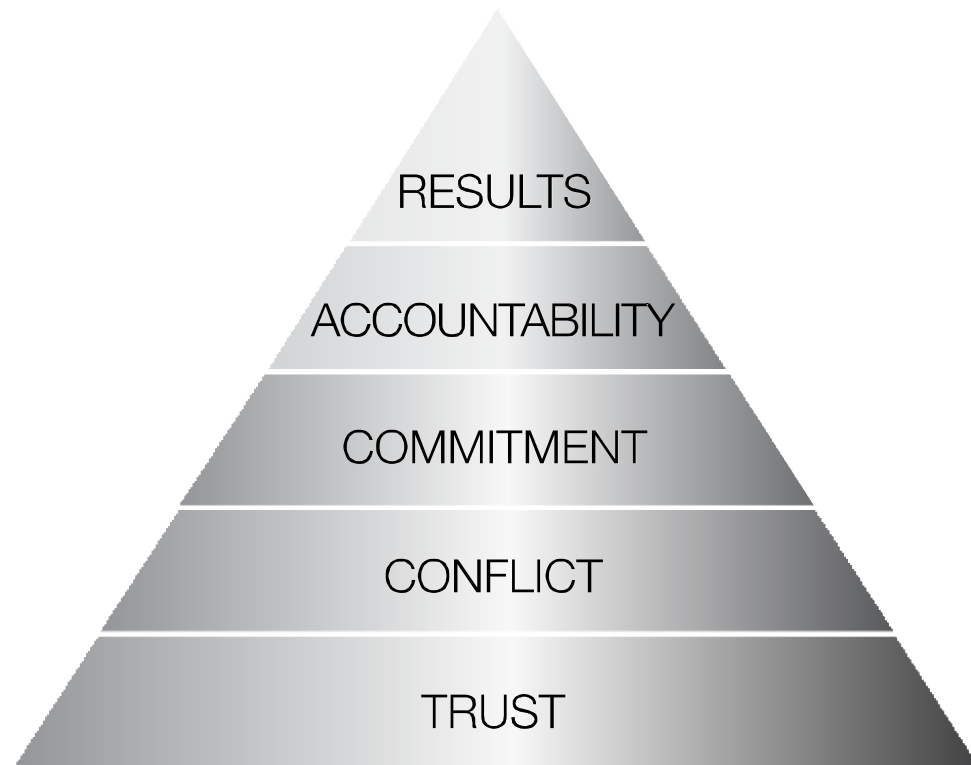 RESULTS
ACCOUNTABILITY
COMMITMENT
CONFLICT
TRUST